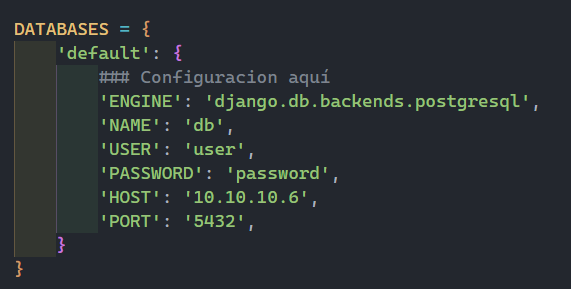 DATABASES = {
    'default': {
        ### Configuracion aquí
        'ENGINE': 'django.db.backends.postgresql',
        'NAME': 'db',
        'USER': 'user',
        'PASSWORD': 'password',
        'HOST': '10.10.10.6',
        'PORT': '5432',
    }
}